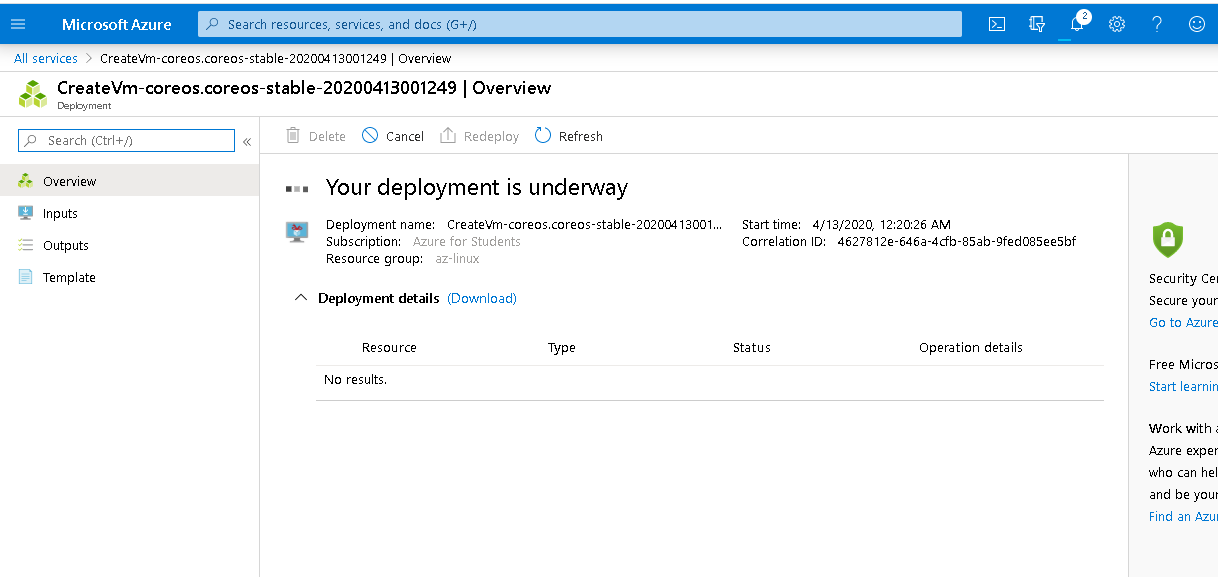 Microsoft Azure
Search resources, services, and docs (G+/)
2
All services > CreateVm-coreos.coreos-stable-20200413001249 | Overview
CreateVm-coreos.coreos-stable-20200413001249 | Overview
Deployment
Search (Ctrl+/)
«
Overview
Inputs
Outputs
Template
Delete
Cancel
Redeploy
Refresh
Your deployment is underway
Deployment name: CreateVm-coreos.coreos-stable-20200413001...
Subscription: Azure for Students
Resource group: az-linux
Start time: 4/13/2020, 12:20:26 AM
Correlation ID: 4627812e-646a-4cfb-85ab-9fed085ee5bf
Deployment details (Download)
Resource Type Status Operation details
No results.
Security Ce
Secure your
Go to Azure
Free Micros
Start learnin
Work with a
Azure exper
who can hel
and be your
Find an Azu